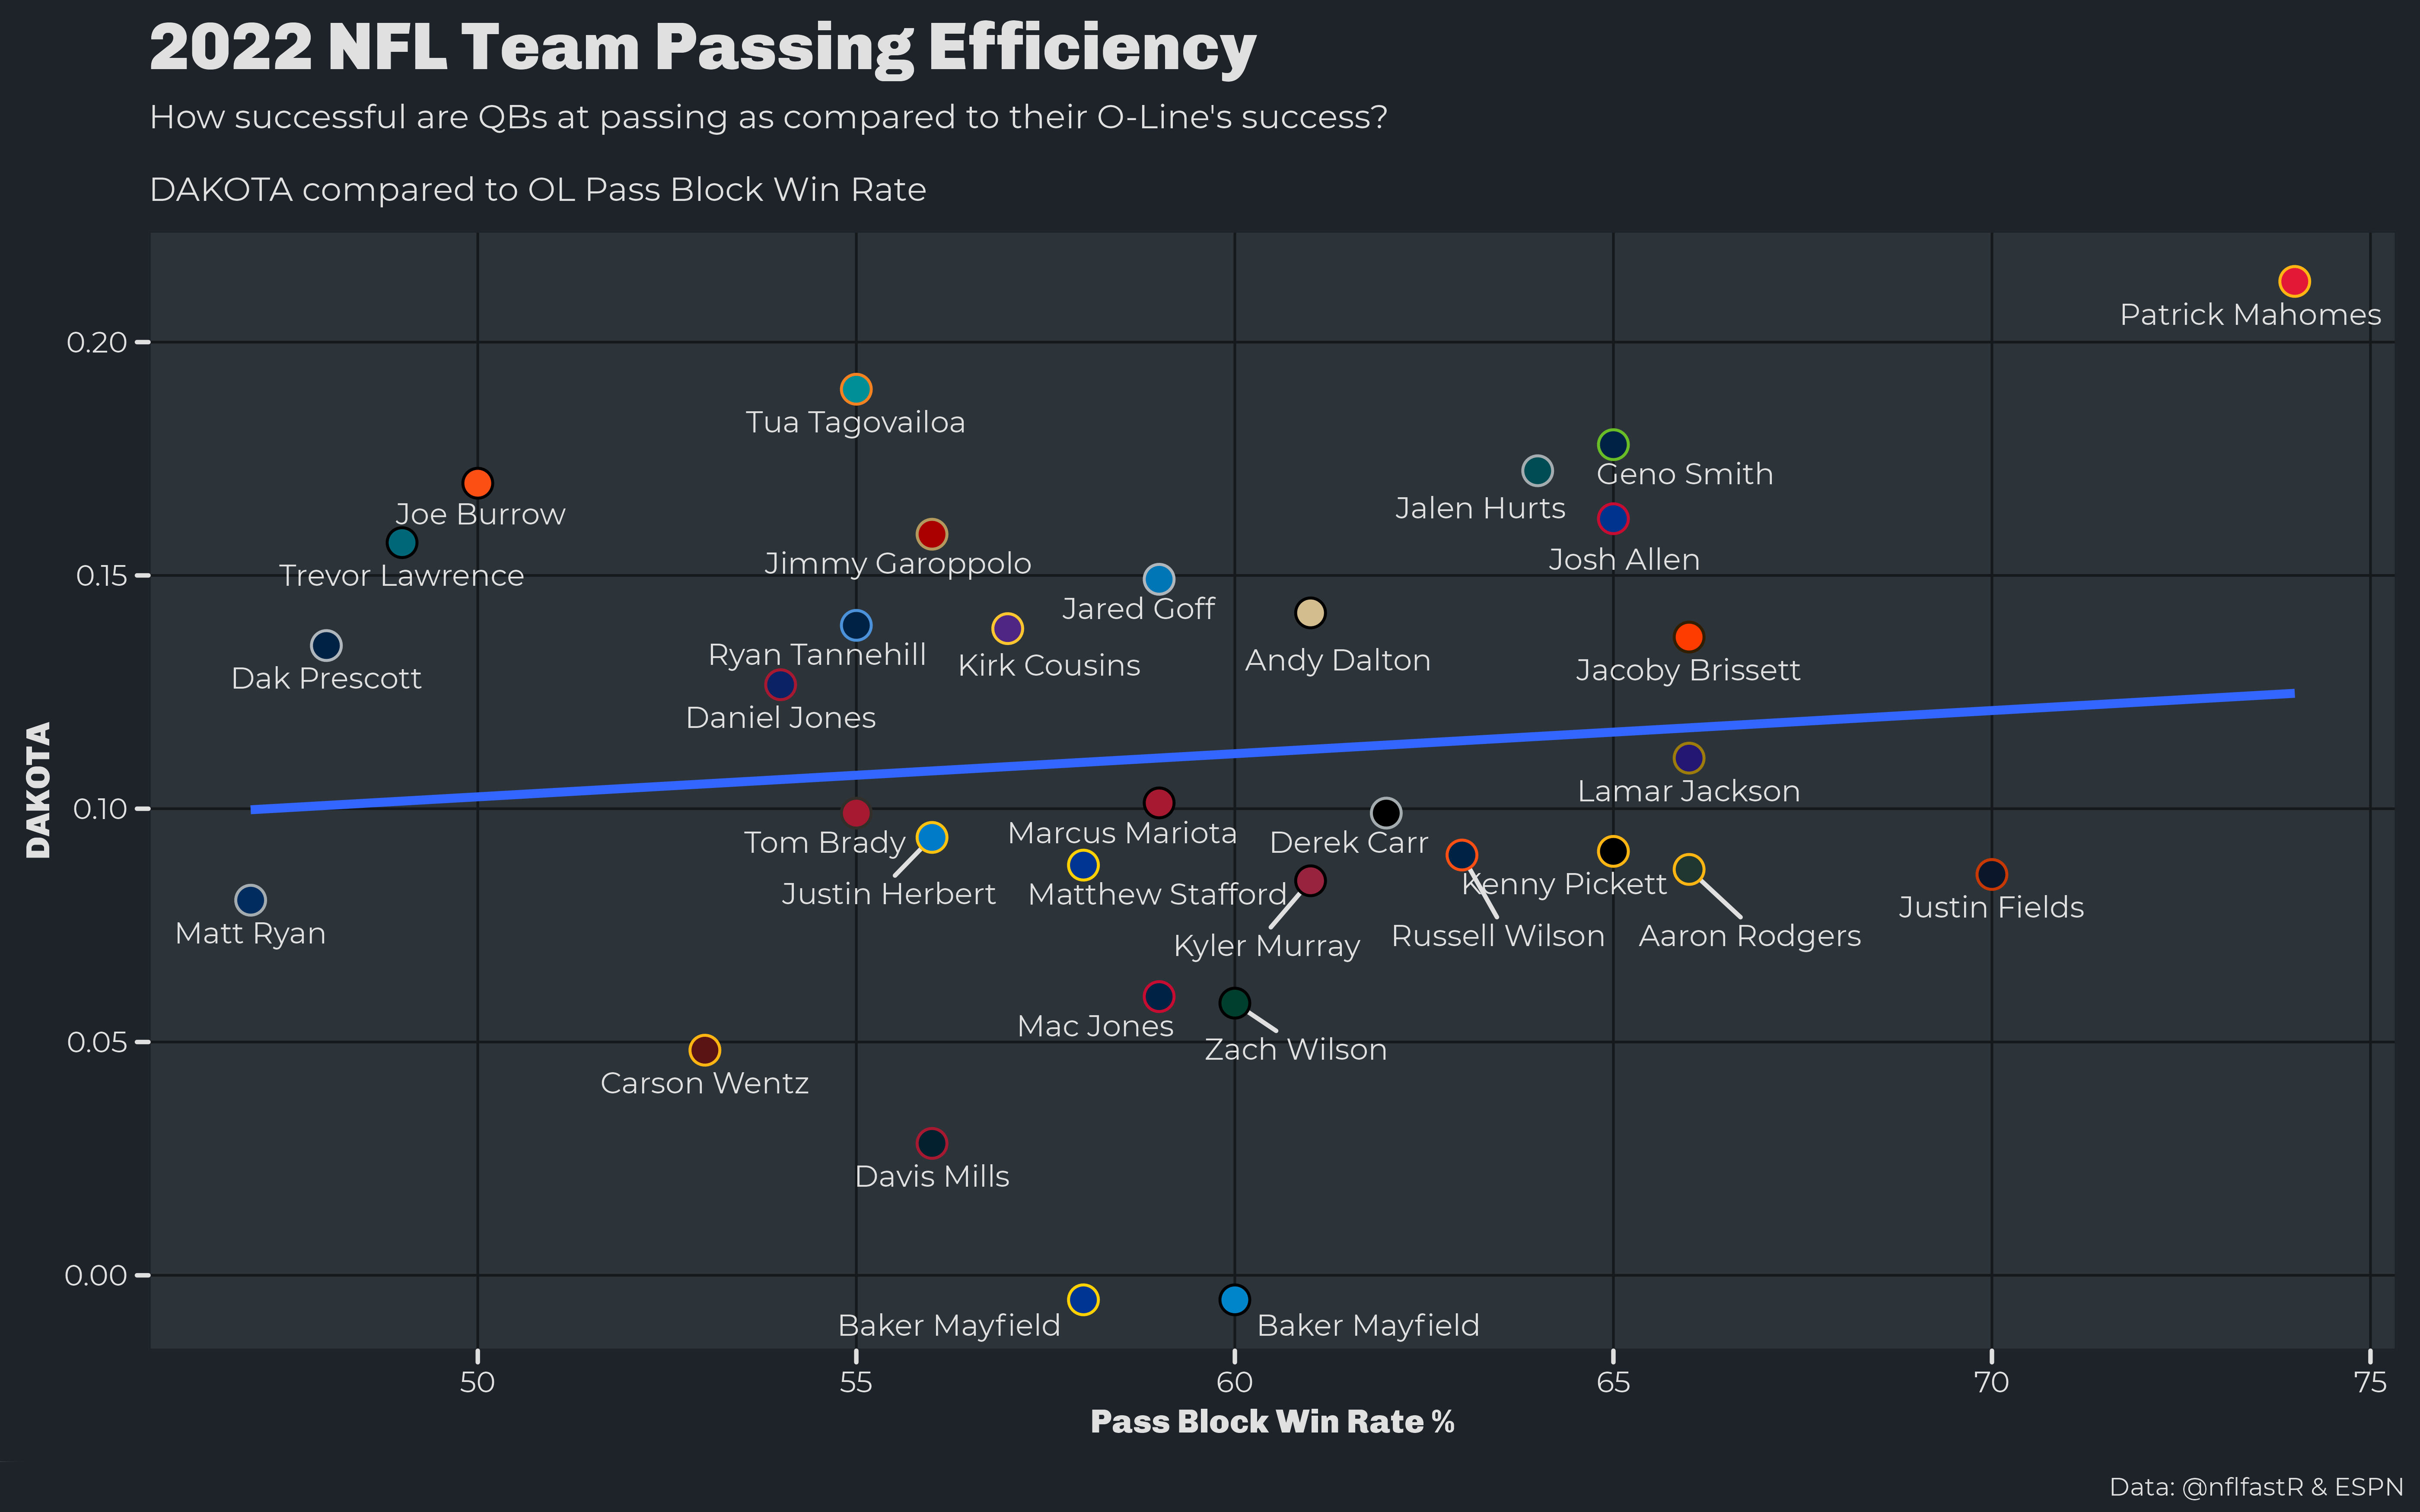 2022 NFL Team Passing Efficiency
How successful are QBs at passing as compared to their O-Line's success?
DAKOTA compared to OL Pass Block Win Rate
Patrick Mahomes
0.20
Tua Tagovailoa
Geno Smith
Jalen Hurts
Joe Burrow
Josh Allen
Jimmy Garoppolo
0.15
Trevor Lawrence
Jared Goff
Ryan Tannehill
Kirk Cousins
Andy Dalton
Jacoby Brissett
Dak Prescott
Daniel Jones
DAKOTA
Lamar Jackson
0.10
Marcus Mariota
Tom Brady
Derek Carr
Kenny Pickett
Justin Herbert
Matthew Stafford
Justin Fields
Matt Ryan
Russell Wilson
Aaron Rodgers
Kyler Murray
Mac Jones
0.05
Zach Wilson
Carson Wentz
Davis Mills
0.00
Baker Mayfield
Baker Mayfield
50
55
60
65
70
75
Pass Block Win Rate %
Data: @nflfastR & ESPN